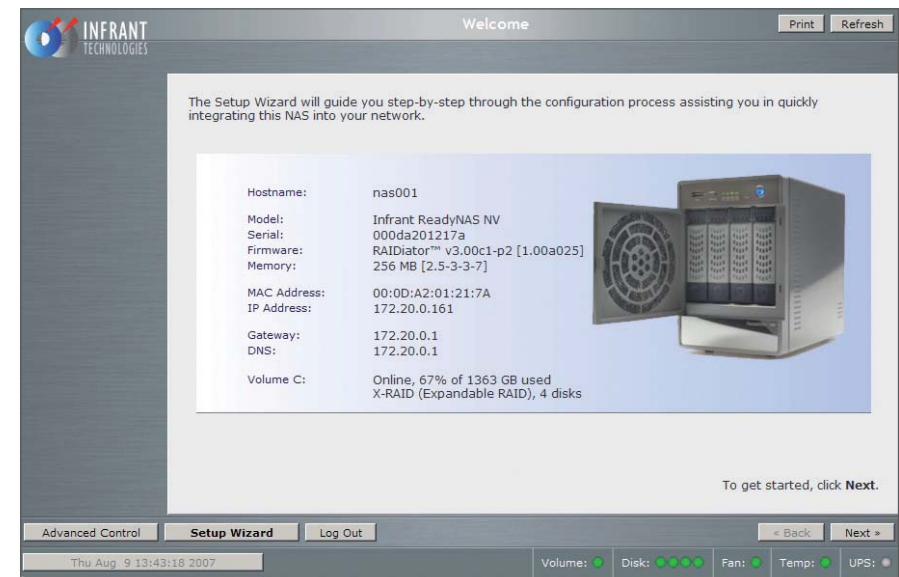 INFRANT
TECHNOLOGIES
Welcome
Print Refresh
The Setup Wizard will guide you step-by-step through the configuration process assisting you in quickly
integrating this NAS into your network.
Hostname: nas001
Model: Infrant ReadyNAS NV
Serial: 000da201217a
Firmware: RAIDiator™ v3.00c1-p2 [1.00a025]
Memory: 256 MB [2.5-3-3-7]
MAC Address: 00:0D:A2:01:21:7A
IP Address: 172.20.0.161
Gateway: 172.20.0.1
DNS: 172.20.0.1
Volume C: Online, 67% of 1363 GB used
X-RAID (Expandable RAID), 4 disks
To get started, click Next.
Advanced Control Setup Wizard Log Out < Back Next »
Thu Aug 9 13:43:18 2007 Volume: Disk: Fan: Temp: UPS: